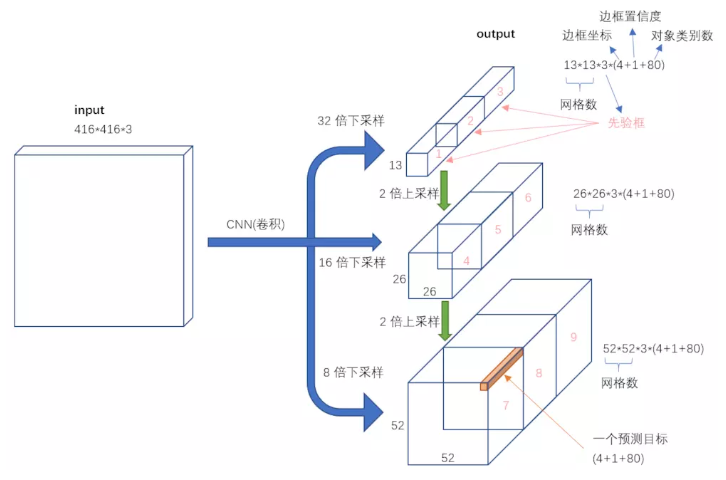 边框置信度
边框坐标
对象类别数
output
13*13*3*(4+1+80)
网格数
先验框
input
416*416*3
32 倍下采样
3
2
1
13
2 倍上采样
26*26*3*(4+1+80)
网格数
6
5
4
CNN(卷积)
16 倍下采样
26
26
2 倍上采样
9
8
7
52*52*3*(4+1+80)
网格数
8 倍下采样
52
52
一个预测目标
(4+1+80)